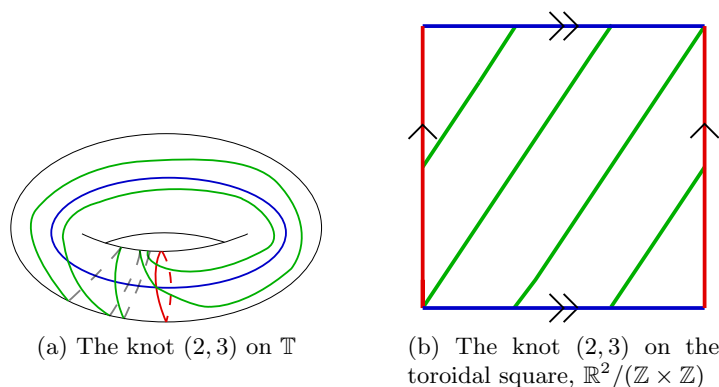 (a) The knot (2, 3) on 𝕋
(b) The knot (2, 3) on the
toroidal square, ℝ²/(ℤ × ℤ)